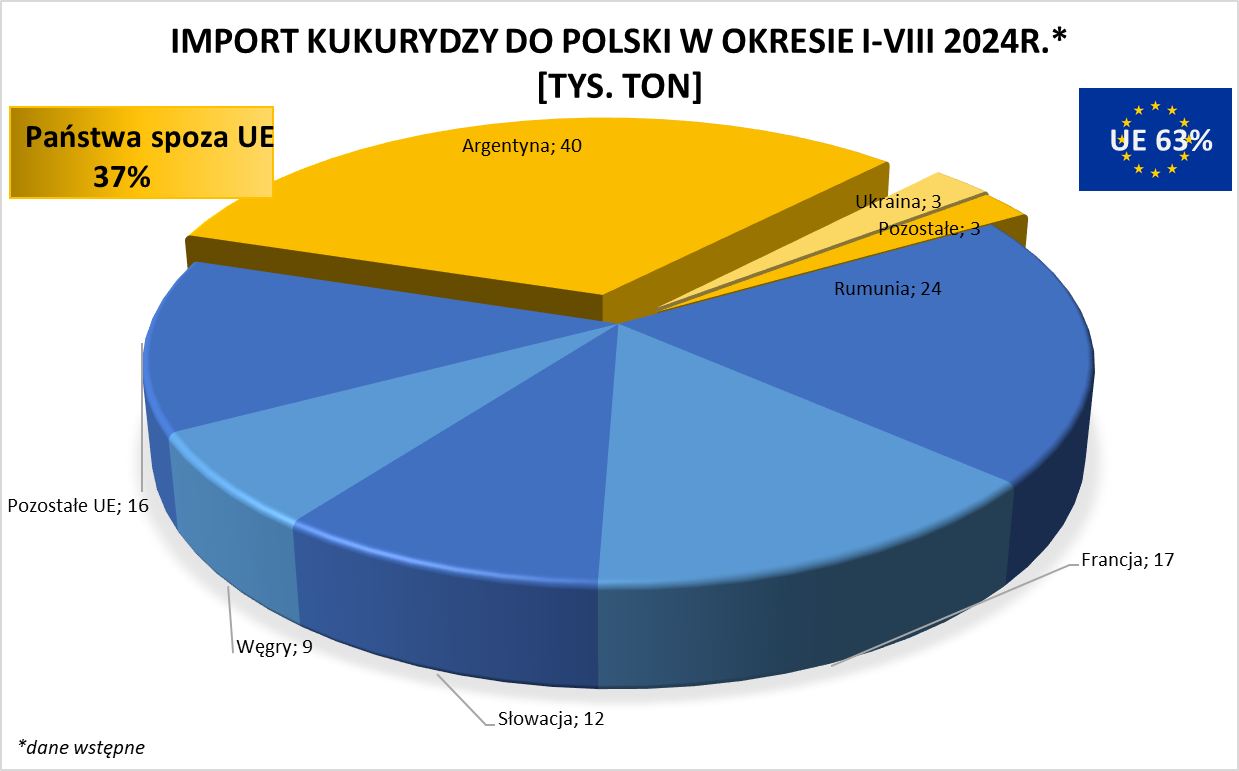 IMPORT KUKURYDZY DO POLSKI W OKRESIE I-VIII 2024R.*
[TYS. TON]
Państwa spoza UE
37%
UE 63%
Argentyna; 40
Ukraina; 3
Pozostałe; 3
Rumunia; 24
Francja; 17
Słowacja; 12
Węgry; 9
Pozostałe UE; 16
*dane wstępne